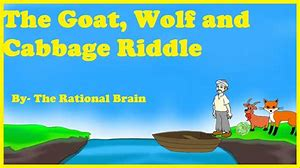 The Goat, Wolf and
Cabbage Riddle
By- The Rational Brain